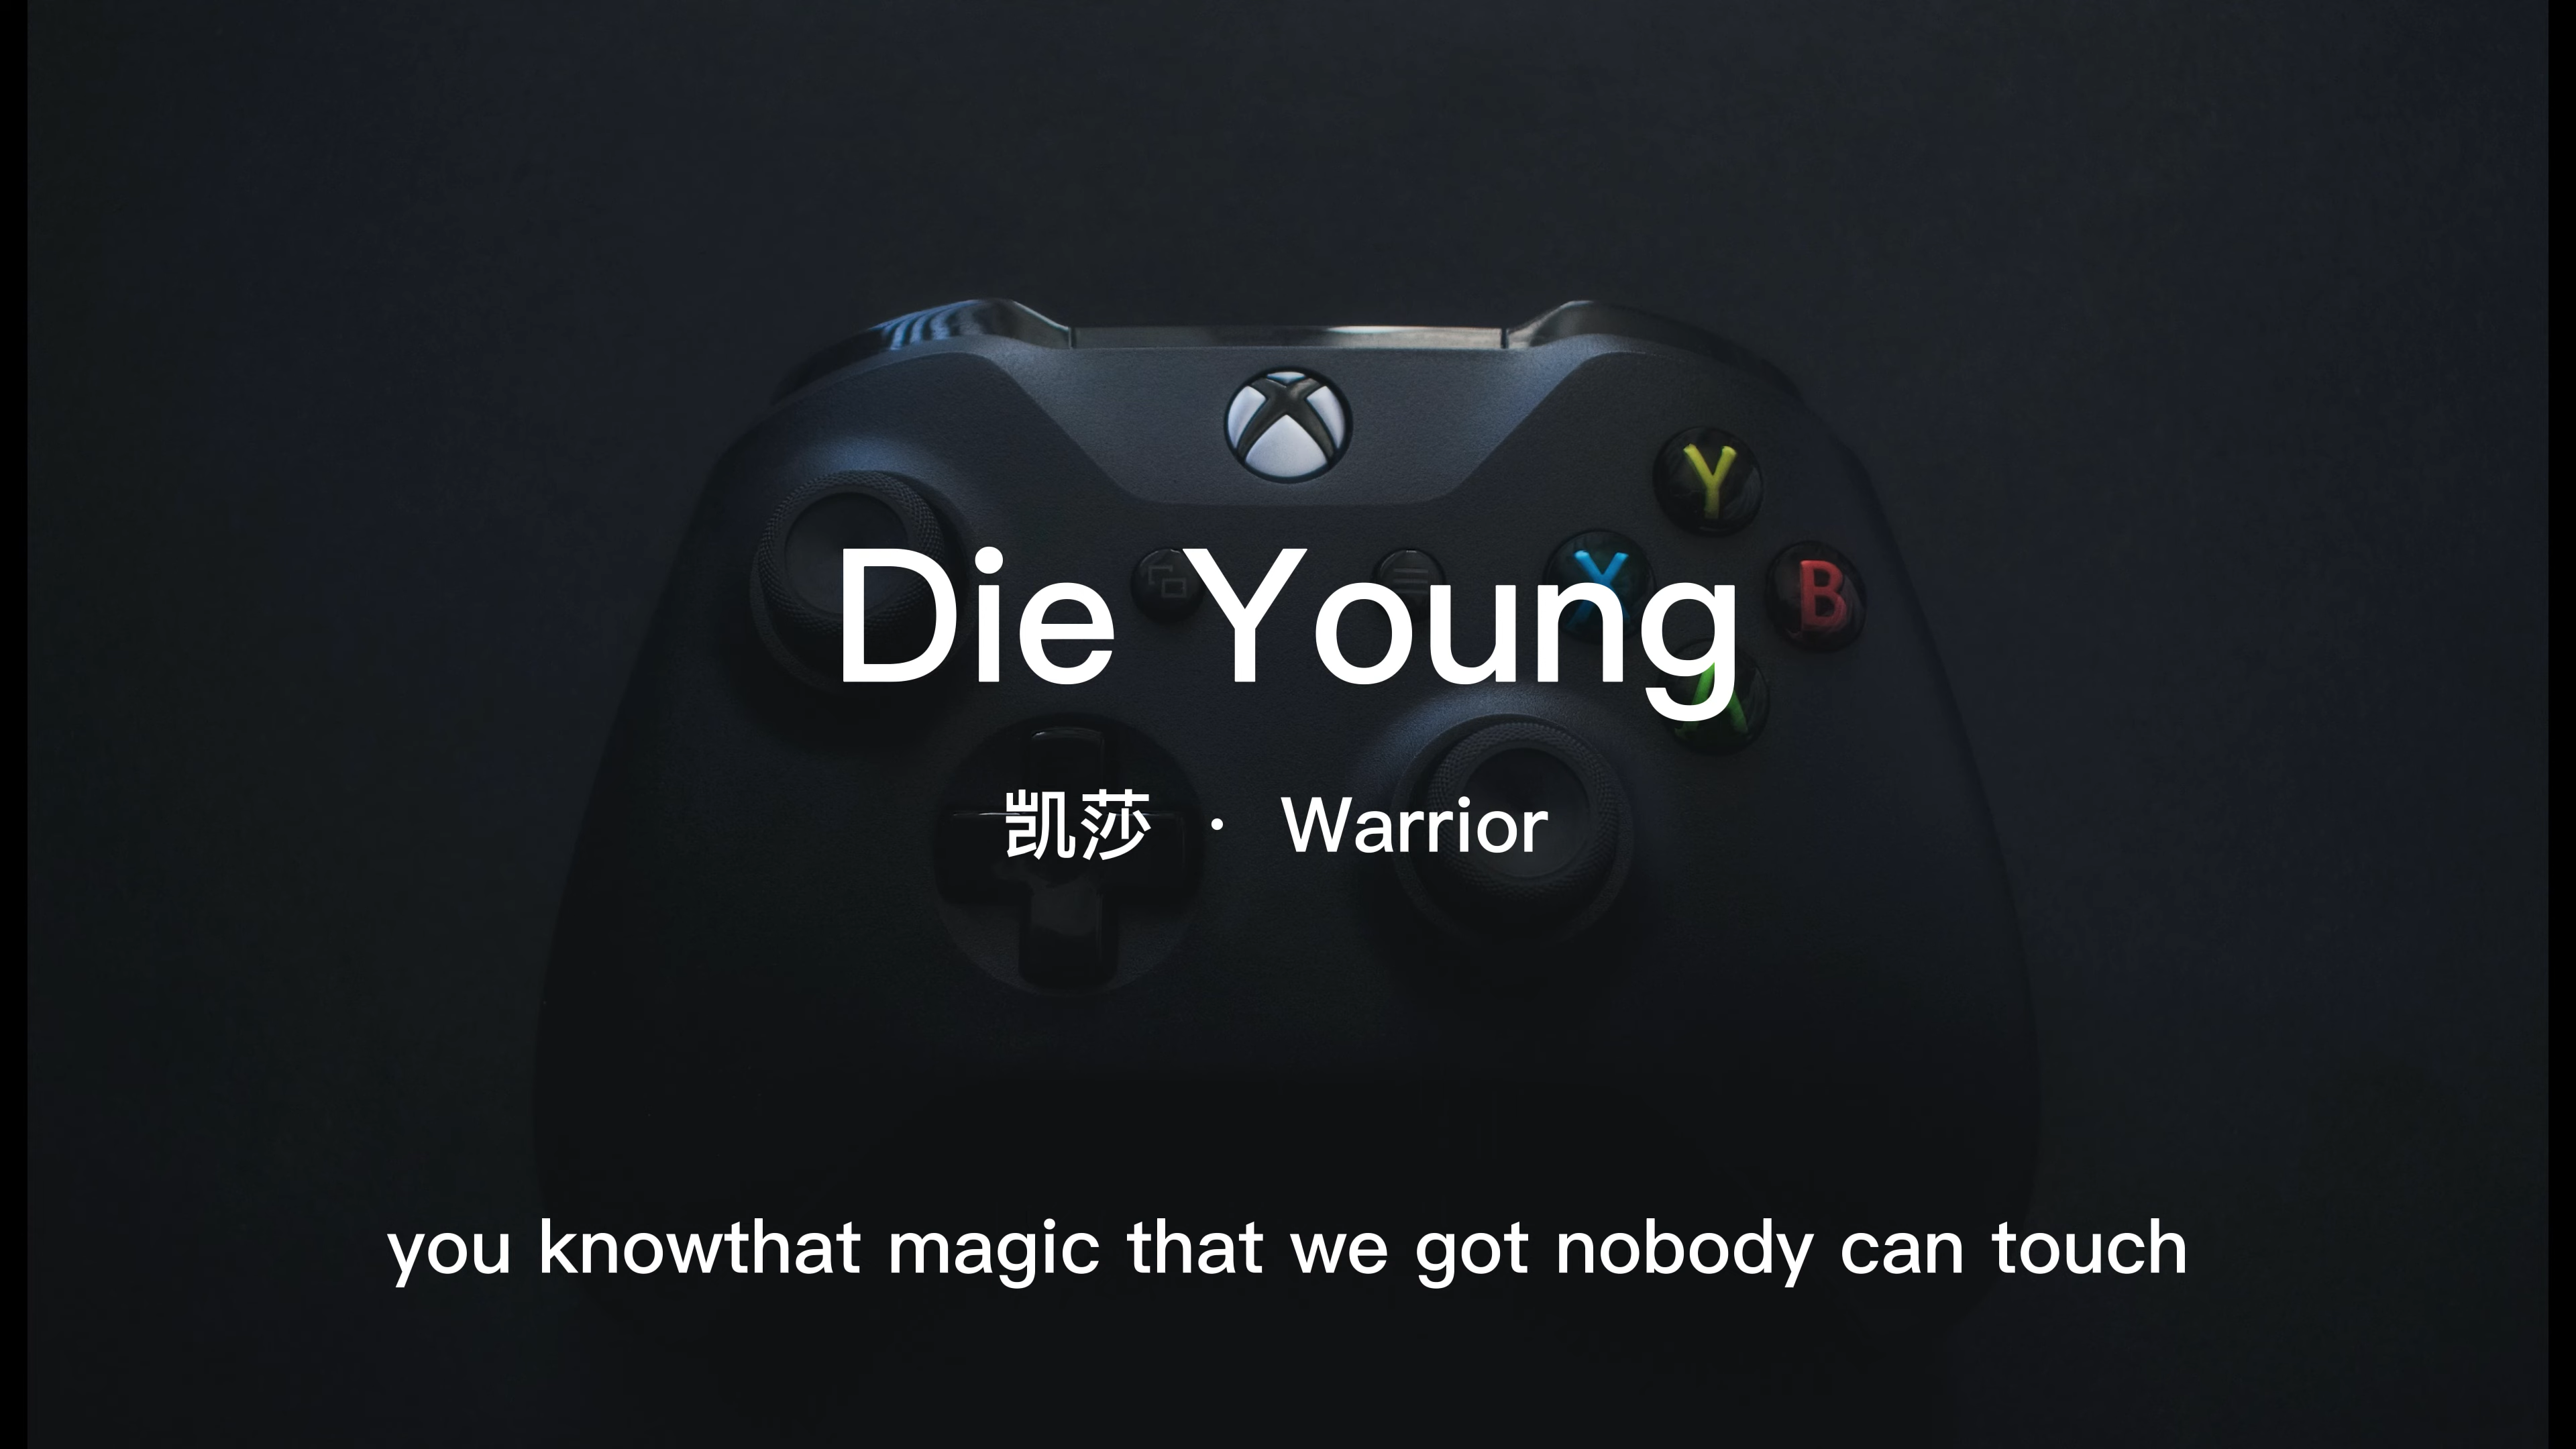 Y
X
B
A
Die Young
凯莎 · Warrior
you knowthat magic that we got nobody can touch